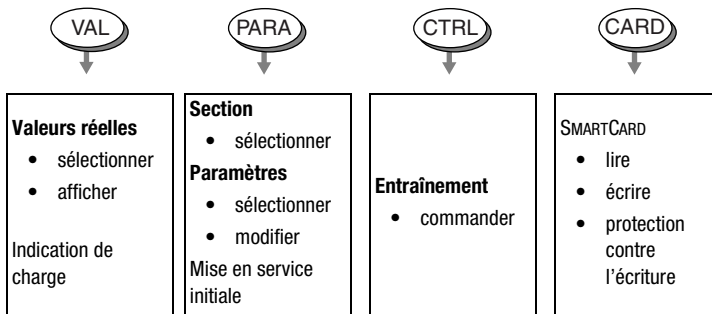 VAL
PARA
CTRL
CARD
Valeurs réelles
• sélectionner
• afficher
Indication de
charge
Section
• sélectionner
Paramètres
• sélectionner
• modifier
Mise en service
initiale
Entraînement
• commander
SMARTCARD
• lire
• écrire
• protection
contre
l'écriture